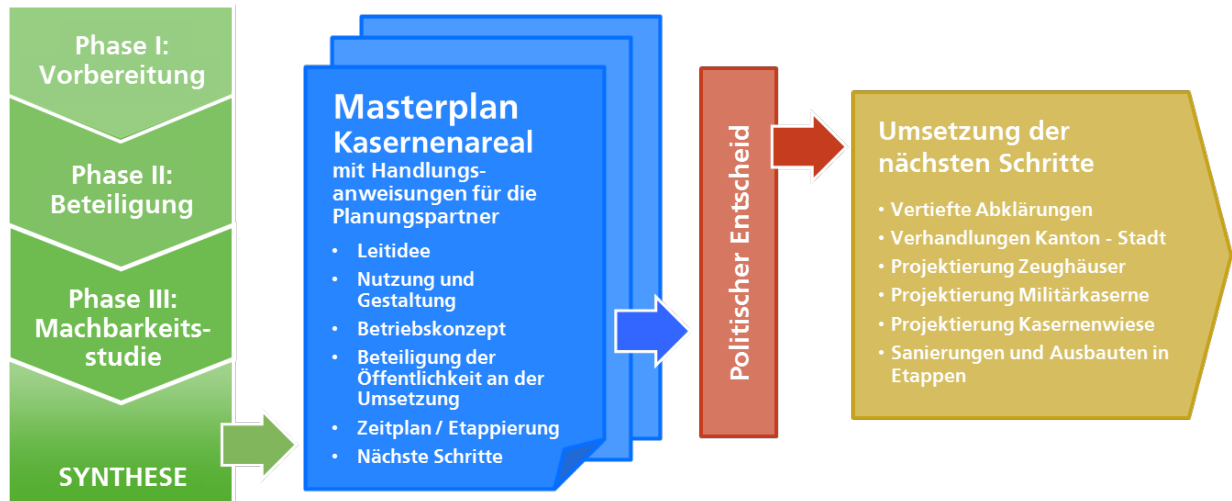 Phase I:
Vorbereitung
Phase II:
Beteiligung
Phase III:
Machbarkeits-
studie
SYNTHESE
Masterplan
Kasernenareal
mit Handlungs-
anweisungen für die
Planungspartner
• Leitidee
• Nutzung und
Gestaltung
• Betriebskonzept
• Beteiligung der
Öffentlichkeit an der
Umsetzung
• Zeitplan / Etappierung
• Nächste Schritte
Politischer Entscheid
Umsetzung der
nächsten Schritte
• Vertiefte Abklärungen
• Verhandlungen Kanton - Stadt
• Projektierung Zeughäuser
• Projektierung Militärkaserne
• Projektierung Kasernenwiese
• Sanierungen und Ausbauten in
Etappen